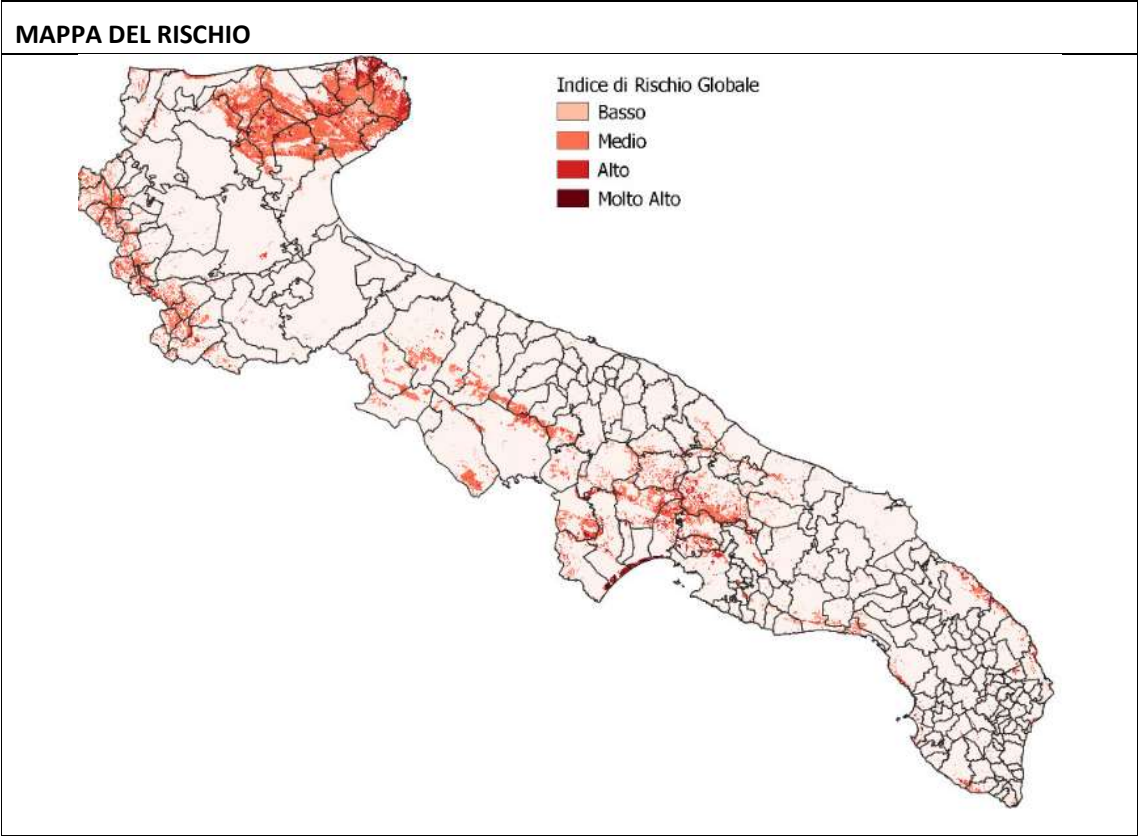 MAPPA DEL RISCHIO
Indice di Rischio Globale
Basso
Medio
Alto
Molto Alto